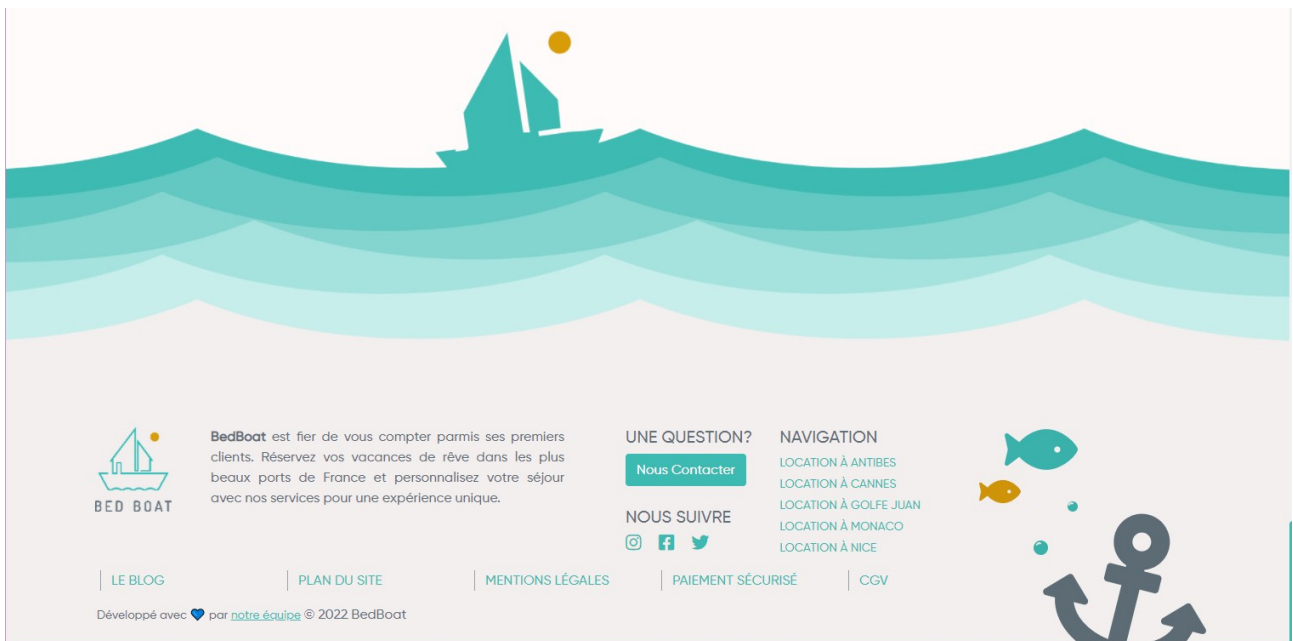 BED BOAT
BedBoat est fier de vous compter parmis ses premiers
clients. Réservez vos vacances de rêve dans les plus
beaux ports de France et personnalisez votre séjour
avec nos services pour une expérience unique.
UNE QUESTION?
Nous Contacter
NOUS SUIVRE
NAVIGATION
LOCATION À ANTIBES
LOCATION À CANNES
LOCATION À GOLFE JUAN
LOCATION À MONACO
LOCATION À NICE
LE BLOG
PLAN DU SITE
MENTIONS LÉGALES
PAIEMENT SÉCURISÉ
CGV
Développé avec 💙 par notre équipe © 2022 BedBoat